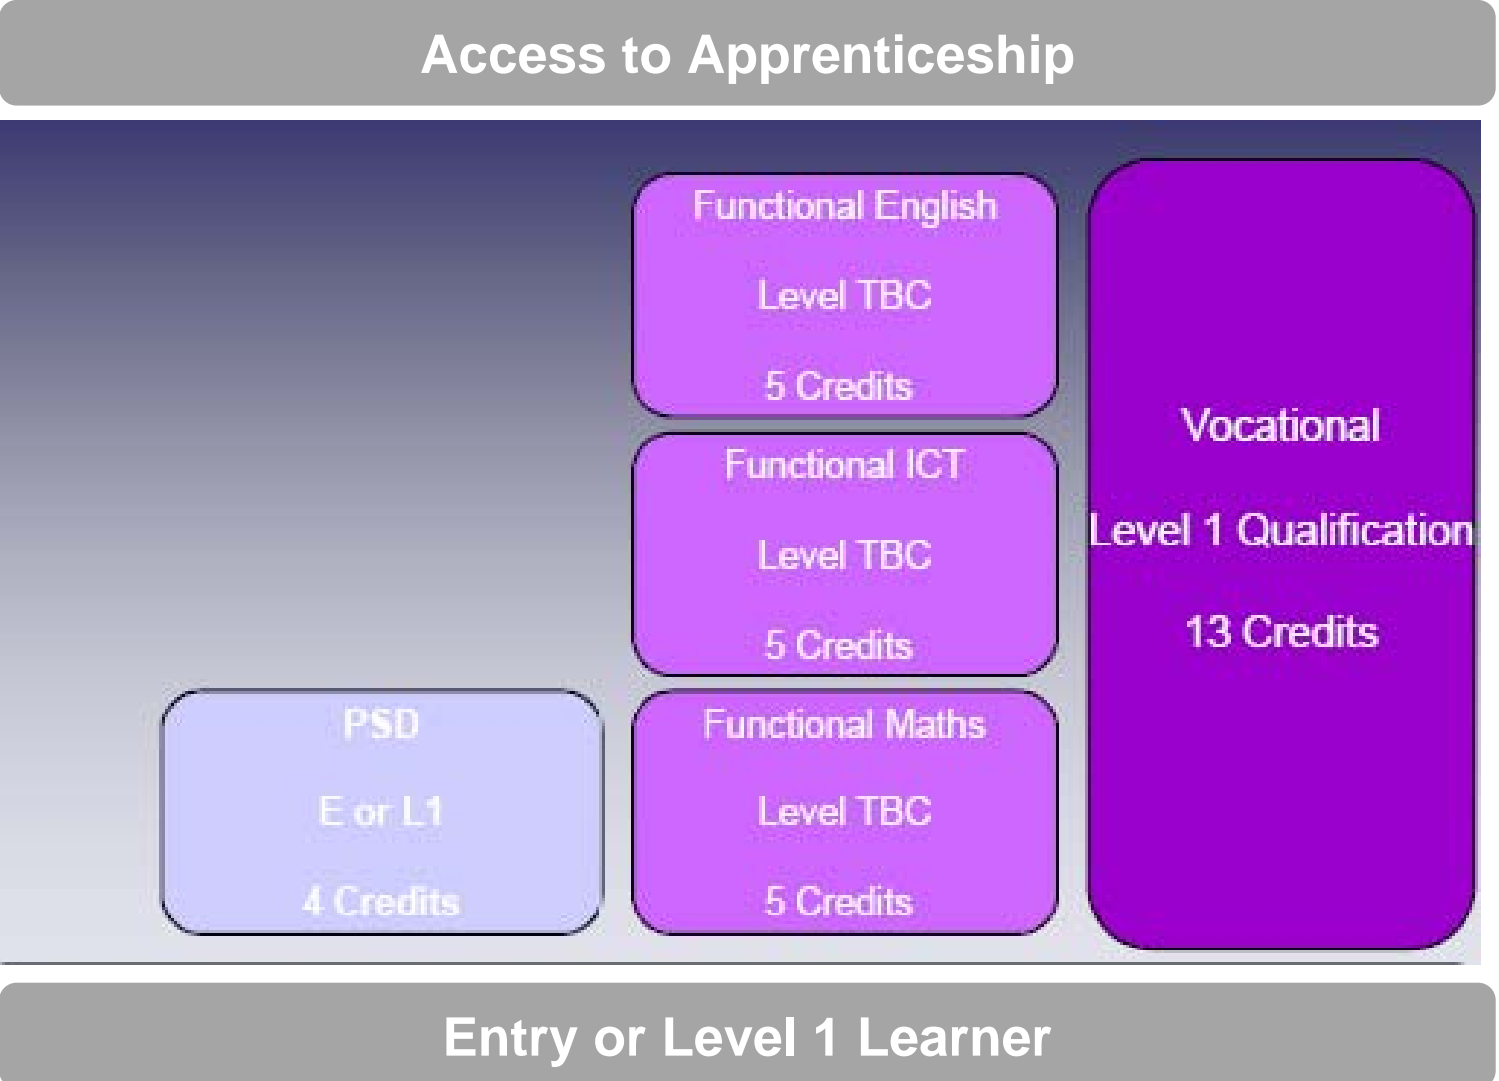 Access to Apprenticeship
Functional English
Level TBC
5 Credits
Functional ICT
Level TBC
5 Credits
PSD
E or L1
4 Credits
Functional Maths
Level TBC
5 Credits
Vocational
Level 1 Qualification
13 Credits
Entry or Level 1 Learner